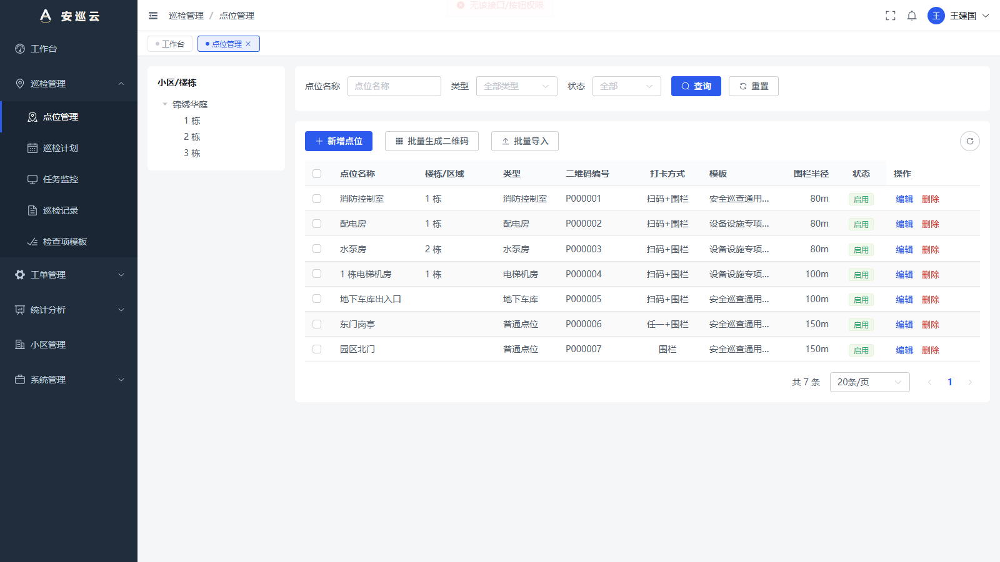 安巡云
巡检管理 / 点位管理
无该接口/按钮权限
王 王建国
工作台
点位管理
工作台
巡检管理
点位管理
巡检计划
任务监控
巡检记录
检查项模板
工单管理
统计分析
小区管理
系统管理
小区/楼栋
锦绣华庭
1 栋
2 栋
3 栋
点位名称 点位名称 类型 全部类型 状态 全部 查询 重置
新增点位 批量生成二维码 批量导入
点位名称 楼栋/区域 类型 二维码编号 打卡方式 模板 围栏半径 状态 操作
消防控制室 1 栋 消防控制室 P000001 扫码+围栏 安全巡查通用... 80m 启用 编辑 删除
配电房 1 栋 配电房 P000002 扫码+围栏 设备设施专项... 80m 启用 编辑 删除
水泵房 2 栋 水泵房 P000003 扫码+围栏 设备设施专项... 80m 启用 编辑 删除
1 栋电梯机房 1 栋 电梯机房 P000004 扫码+围栏 设备设施专项... 100m 启用 编辑 删除
地下车库出入口 地下车库 P000005 扫码+围栏 安全巡查通用... 100m 启用 编辑 删除
东门岗亭 普通点位 P000006 任一+围栏 安全巡查通用... 150m 启用 编辑 删除
园区北门 普通点位 P000007 围栏 安全巡查通用... 150m 启用 编辑 删除
共 7 条 20条/页 1